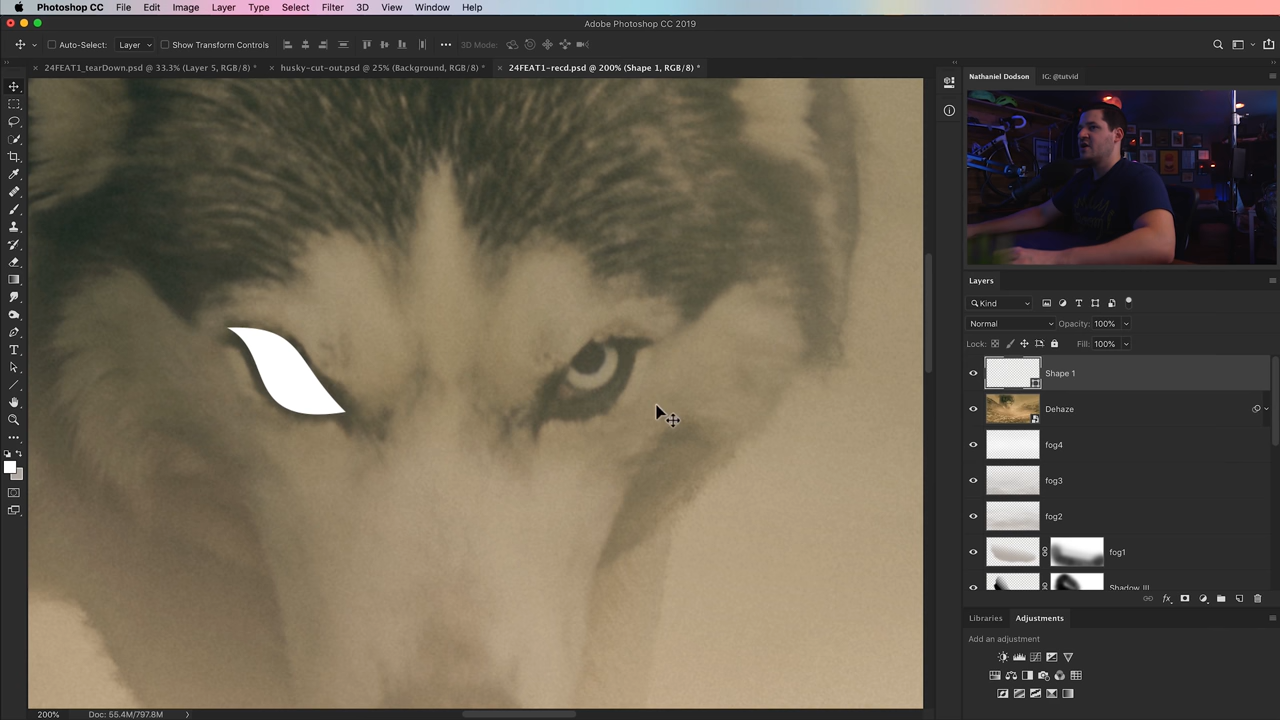 Photoshop CC File Edit Image Layer Type Select Filter 3D View Window Help
Adobe Photoshop CC 2019
Auto-Select: Layer Show Transform Controls 3D Mode:
24FEAT1_tearDown.psd @ 33.3% (Layer 5, RGB/8) * husky-cut-out.psd @ 25% (Background, RGB/8) * 24FEAT1-recd.psd @ 200% (Shape 1, RGB/8) *
Nathaniel Dodson IG: @tutvid
Layers
Kind
Normal Opacity: 100%
Lock: Fill: 100%
Shape 1
Dehaze
fog4
fog3
fog2
fog1
Shadow III
Libraries Adjustments
Add an adjustment
200% Doc: 55.4M/797.8M